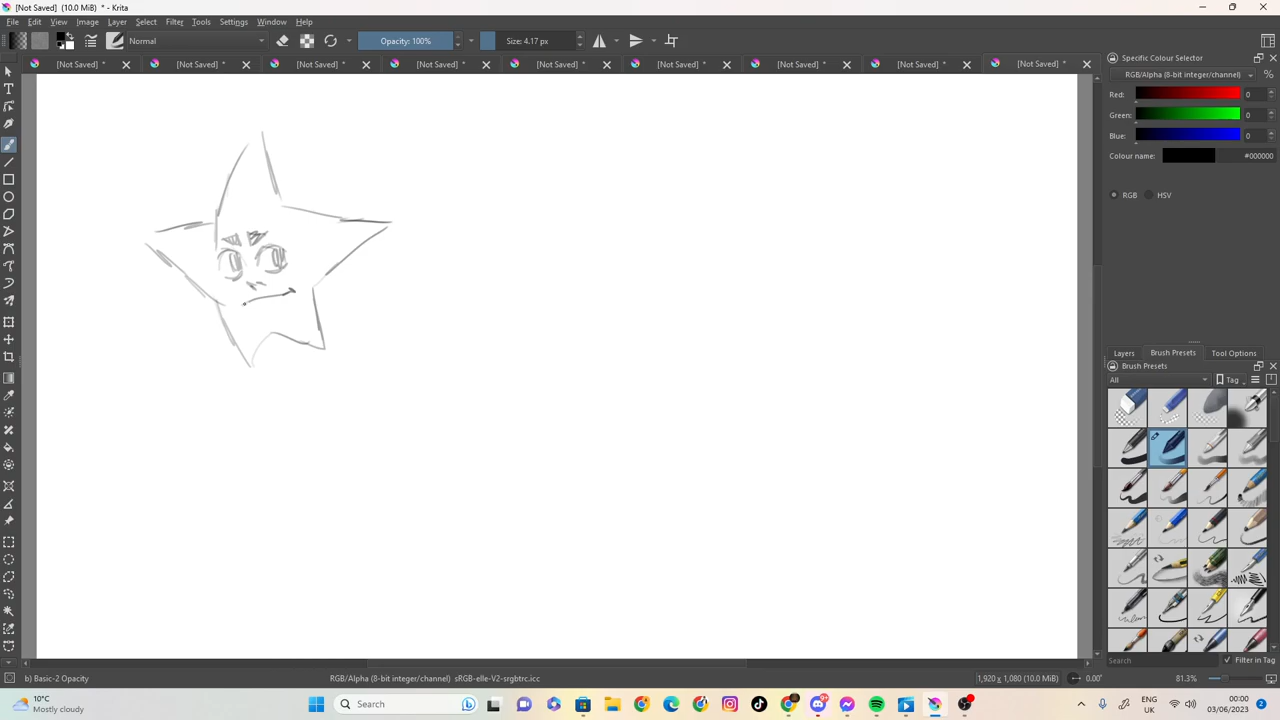 [Not Saved] (10.0 MiB) * - Krita
File Edit View Image Layer Select Filter Tools Settings Window Help
Normal Opacity: 100% Size: 4.17 px
[Not Saved] * [Not Saved] * [Not Saved] * [Not Saved] * [Not Saved] * [Not Saved] * [Not Saved] * [Not Saved] * [Not Saved] *
Specific Colour Selector
RGB/Alpha (8-bit integer/channel) %
Red: 0
Green: 0
Blue: 0
Colour name: #000000
RGB HSV
Layers Brush Presets Tool Options
Brush Presets
All Tag
Search Filter in Tag
b) Basic-2 Opacity RGB/Alpha (8-bit integer/channel) sRGB-elle-V2-srgbtrc.icc 1,920 x 1,080 (10.0 MiB) 0.00° 81.3%
10°C
Mostly cloudy
Search
9+
ENG
UK
00:00
03/06/2023
2